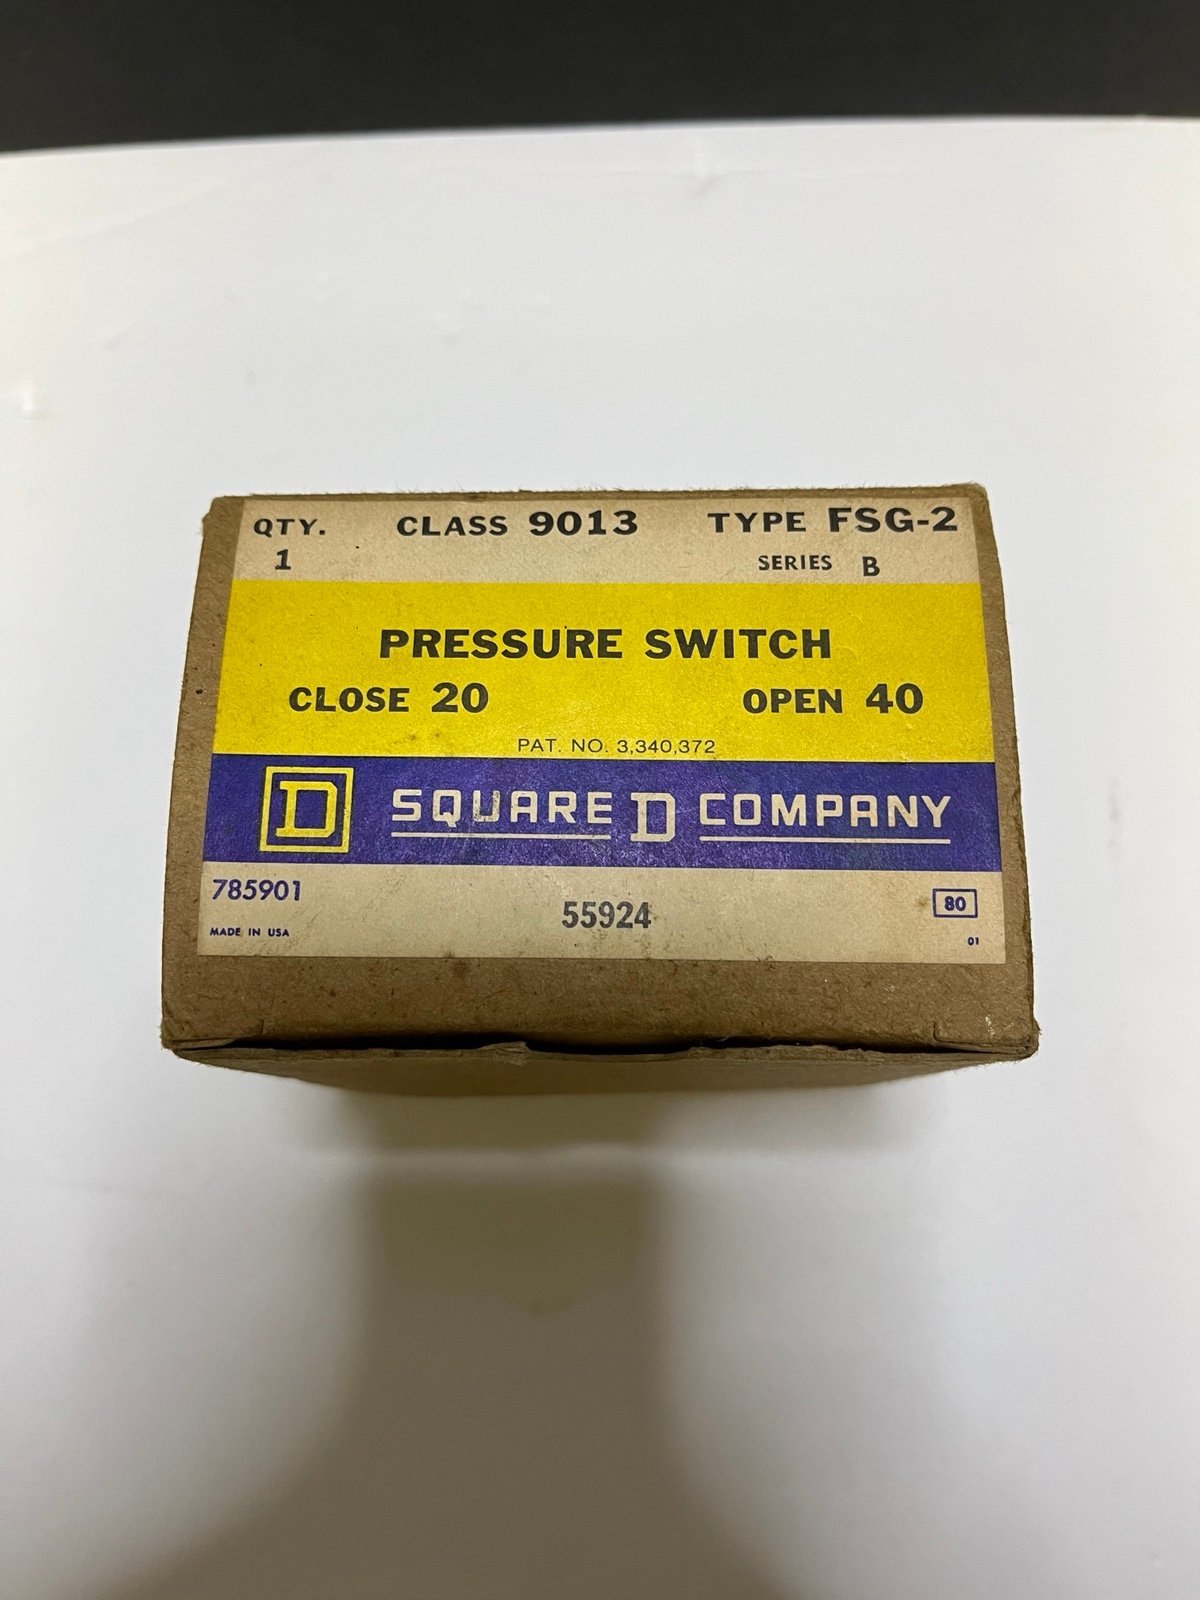 QTY. CLASS 9013 TYPE FSG-2
1 SERIES B
PRESSURE SWITCH
CLOSE 20 OPEN 40
PAT. NO. 3,340,372
D SQUARE D COMPANY
785901 55924 80
MADE IN USA 01